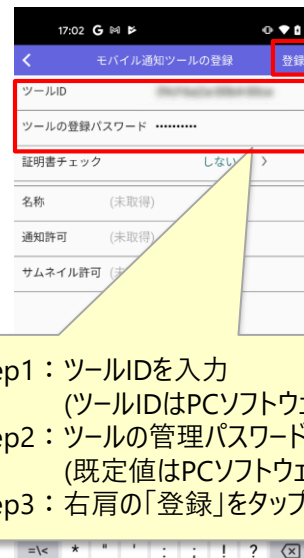 17:02 G
モバイル通知ツールの登録 登録
ツールID
ツールの登録パスワード ••••••••••
証明書チェック しない >
名称 (未取得)
通知許可 (未取得)
サムネイル許可
ep1：ツールIDを入力
(ツールIDはPCソフトウェ
ep2：ツールの管理パスワード
(既定値はPCソフトウェ
ep3：右肩の「登録」をタップ
=\< * " ' : ; ! ?